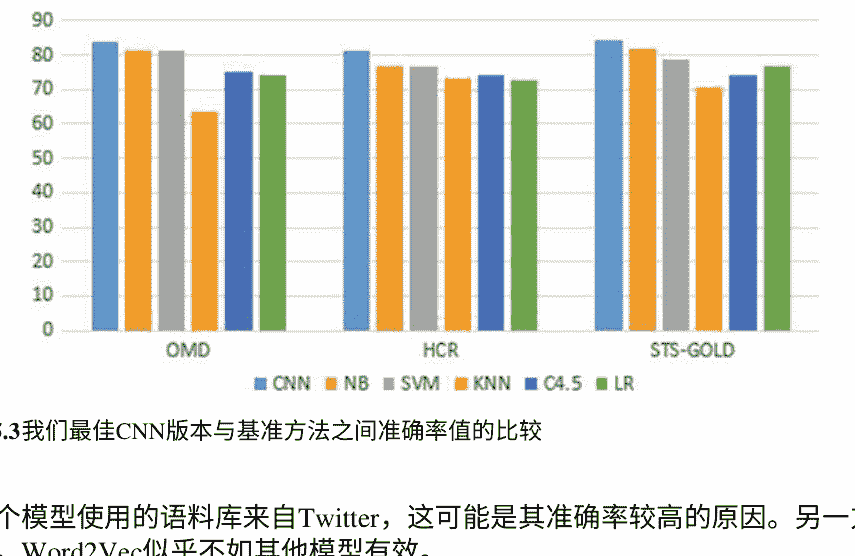 90
80
70
60
50
40
30
20
10
0
OMD HCR STS-GOLD
CNN NB SVM KNN C4.5 LR
.3我们最佳CNN版本与基准方法之间准确率值的比较
个模型使用的语料库来自Twitter，这可能是其准确率较高的原因。另一
，Word2Vec似乎不如其他模型有效。